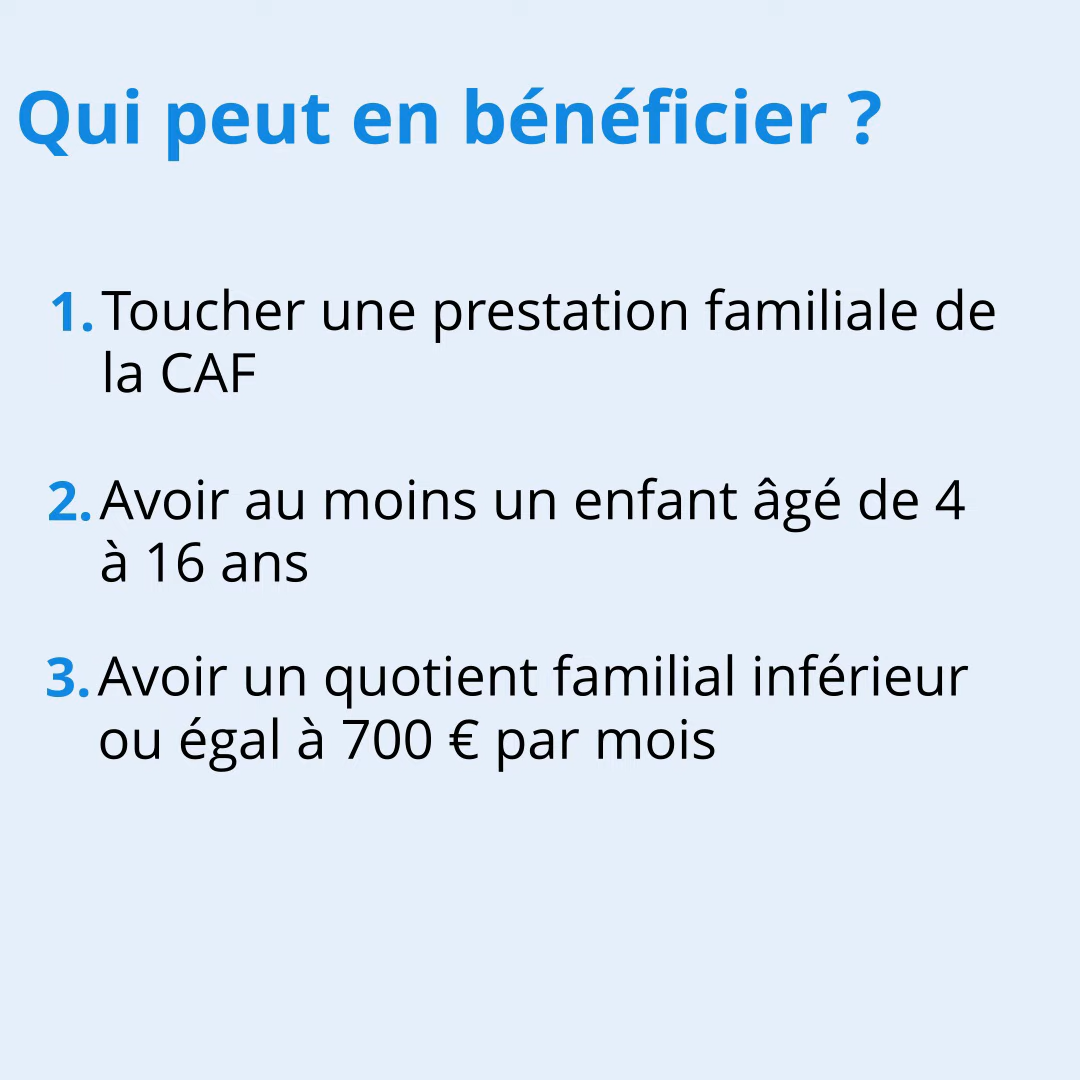 Qui peut en bénéficier ?
1. Toucher une prestation familiale de
la CAF
2. Avoir au moins un enfant âgé de 4
à 16 ans
3. Avoir un quotient familial inférieur
ou égal à 700 € par mois